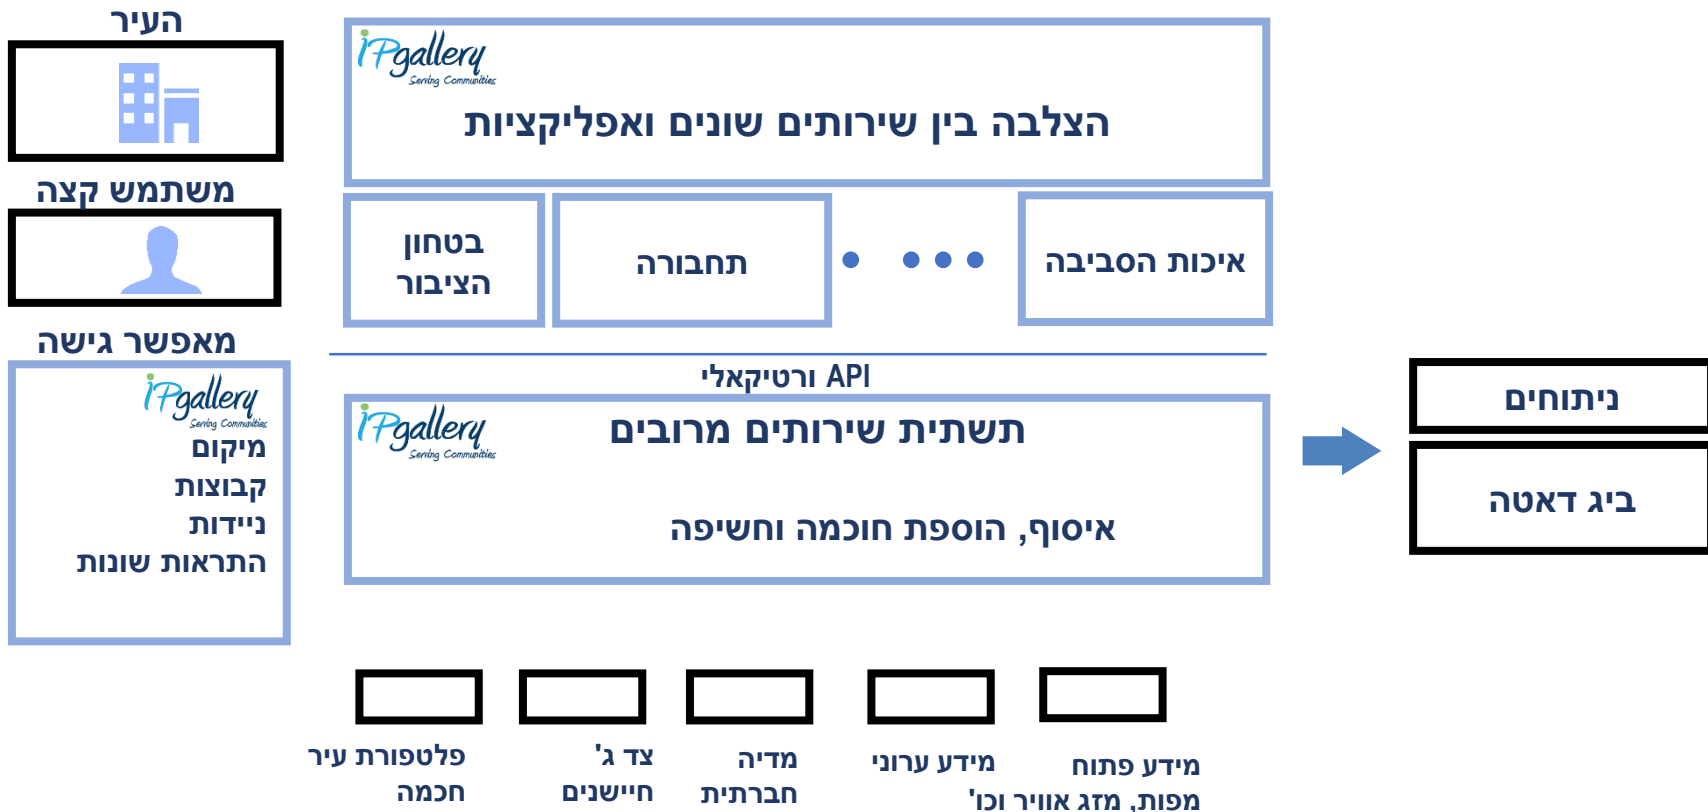 העיר
iPgallery
Serving Communities
הצלבה בין שירותים שונים ואפליקציות
משתמש קצה
בטחון
הציבור
תחבורה
איכות הסביבה
מאפשר גישה
iPgallery
Serving Communities
מיקום
קבוצות
ניידות
התראות שונות
API ורטיקאלי
iPgallery
Serving Communities
תשתית שירותים מרובים
איסוף, הוספת חוכמה וחשיפה
ניתוחים
ביג דאטה
פלטפורת עיר
חכמה
צד ג'
חיישנים
מדיה
חברתית
מידע ערוני
מידע פתוח
מפות, מזג אוויר וכו'